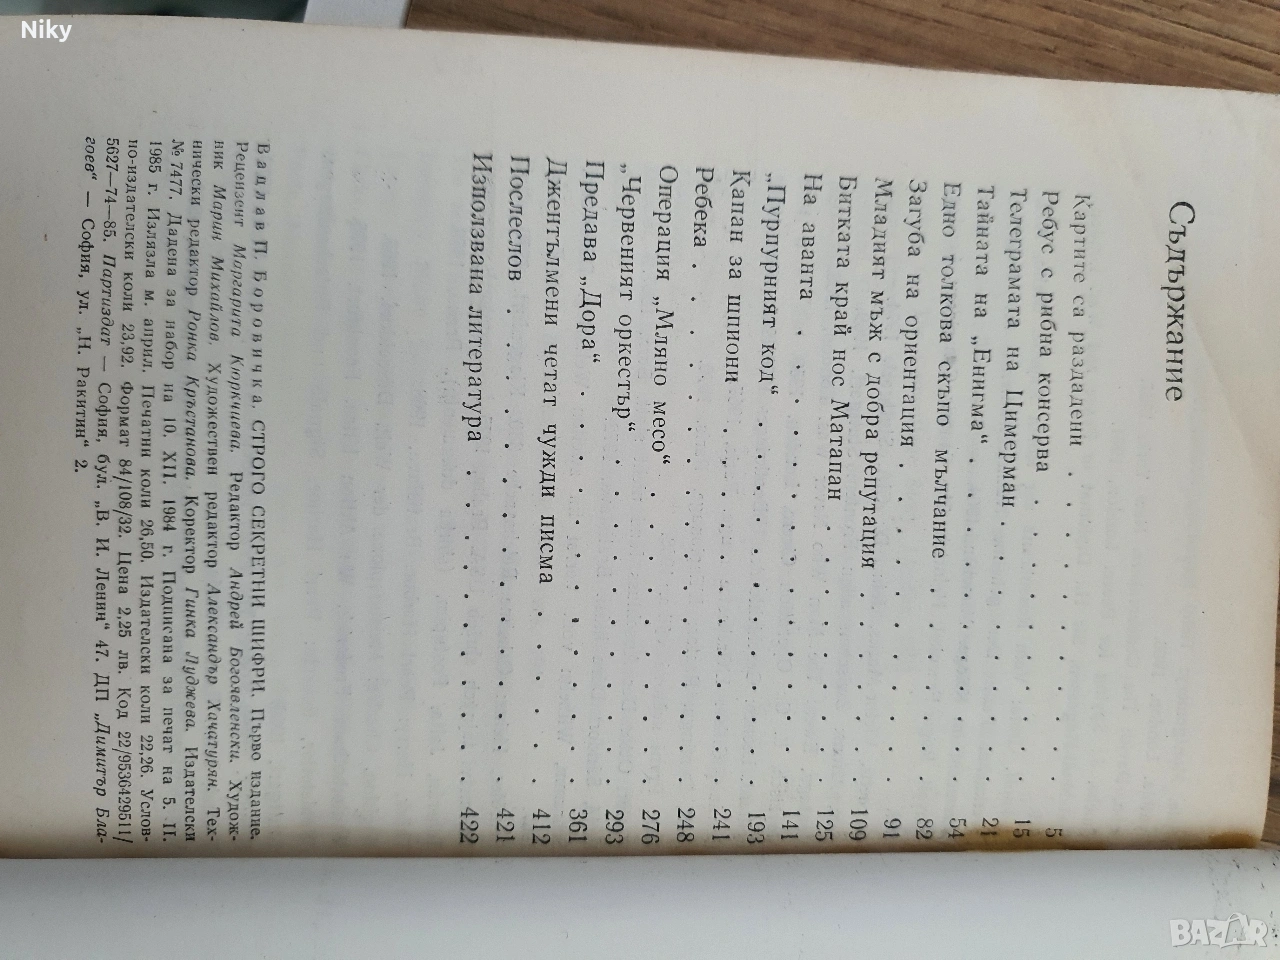 Niky
Съдържание
Картите са раздадени . . . . . . . . . 5
Ребус с рибна консерва . . . . . . . . 15
Телеграмата на Цимерман . . . . . . . 21
Тайната на „Енигма“ . . . . . . . . . 54
Едно толкова скъпо мълчание . . . . . 82
Загуба на ориентация . . . . . . . . . 91
Младият мъж с добра репутация . . . . 109
Битката край нос Матапан . . . . . . . 125
На аванта . . . . . . . . . . . . 141
„Пурпурният код“ . . . . . . . . . . 193
Капан за шпиони . . . . . . . . . . 241
Ребека . . . . . . . . . . . . . 248
Операция „Мляно месо“ . . . . . . . . 276
„Червеният оркестър“ . . . . . . . . . 293
Предава „Дора“ . . . . . . . . . . . 361
Джентълмени четат чужди писма . . . . . 412
Послеслов . . . . . . . . . . . . 421
Използвана литература . . . . . . . . 422
Вацлав П. Боровичка. СТРОГО СЕКРЕТНИ ШИФРИ. Първо издание.
Рецензент Маргарита Кюркчиева. Редактор Андрей Богоявленски. Худож-
ник Марин Михайлов. Художествен редактор Александър Хачатурян. Тех-
нически редактор Ронка Кръстанова. Коректор Гинка Луджева. Издателски
№ 7477. Дадена за набор на 10. XII. 1984 г. Подписана за печат на 5. II.
1985 г. Излязла м. април. Печатни коли 26,50. Издателски коли 22,26. Услов-
но-издателски коли 23,92. Формат 84/108/32. Цена 2,25 лв. Код 22/9536429511/
5627—74—85. Партиздат — София, бул. „В. И. Ленин“ 47. ДП „Димитър Бла-
гоев“ — София, ул. „Н. Ракитин“ 2.
BAZAR